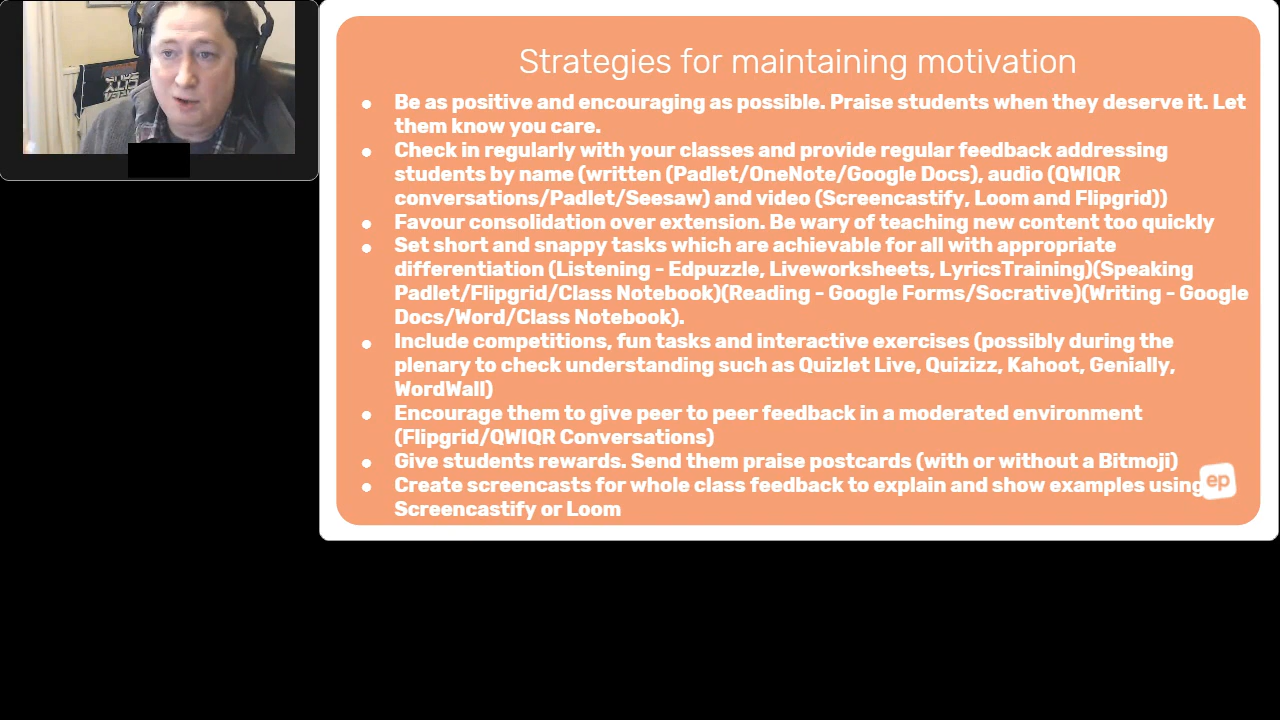 Strategies for maintaining motivation
● Be as positive and encouraging as possible. Praise students when they deserve it. Let
them know you care.
● Check in regularly with your classes and provide regular feedback addressing
students by name (written (Padlet/OneNote/Google Docs), audio (QWIQR
conversations/Padlet/Seesaw) and video (Screencastify, Loom and Flipgrid))
● Favour consolidation over extension. Be wary of teaching new content too quickly
● Set short and snappy tasks which are achievable for all with appropriate
differentiation (Listening - Edpuzzle, Liveworksheets, LyricsTraining)(Speaking
Padlet/Flipgrid/Class Notebook)(Reading - Google Forms/Socrative)(Writing - Google
Docs/Word/Class Notebook).
● Include competitions, fun tasks and interactive exercises (possibly during the
plenary to check understanding such as Quizlet Live, Quizizz, Kahoot, Genially,
WordWall)
● Encourage them to give peer to peer feedback in a moderated environment
(Flipgrid/QWIQR Conversations)
● Give students rewards. Send them praise postcards (with or without a Bitmoji)
● Create screencasts for whole class feedback to explain and show examples using
Screencastify or Loom
ep